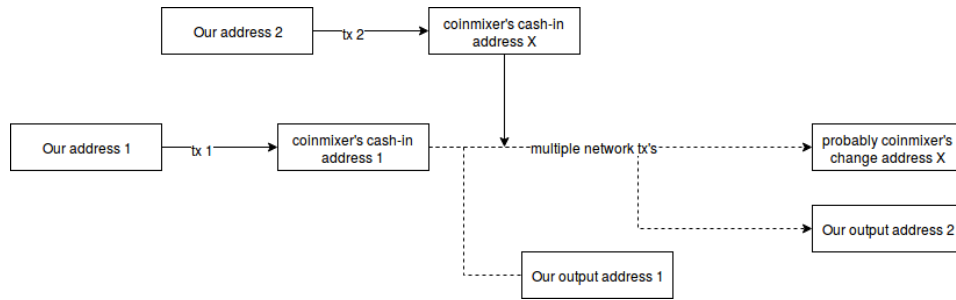 Our address 2
tx 2
coinmixer's cash-in
address X
Our address 1
tx 1
coinmixer's cash-in
address 1
multiple network tx's
probably coinmixer's
change address X
Our output address 2
Our output address 1